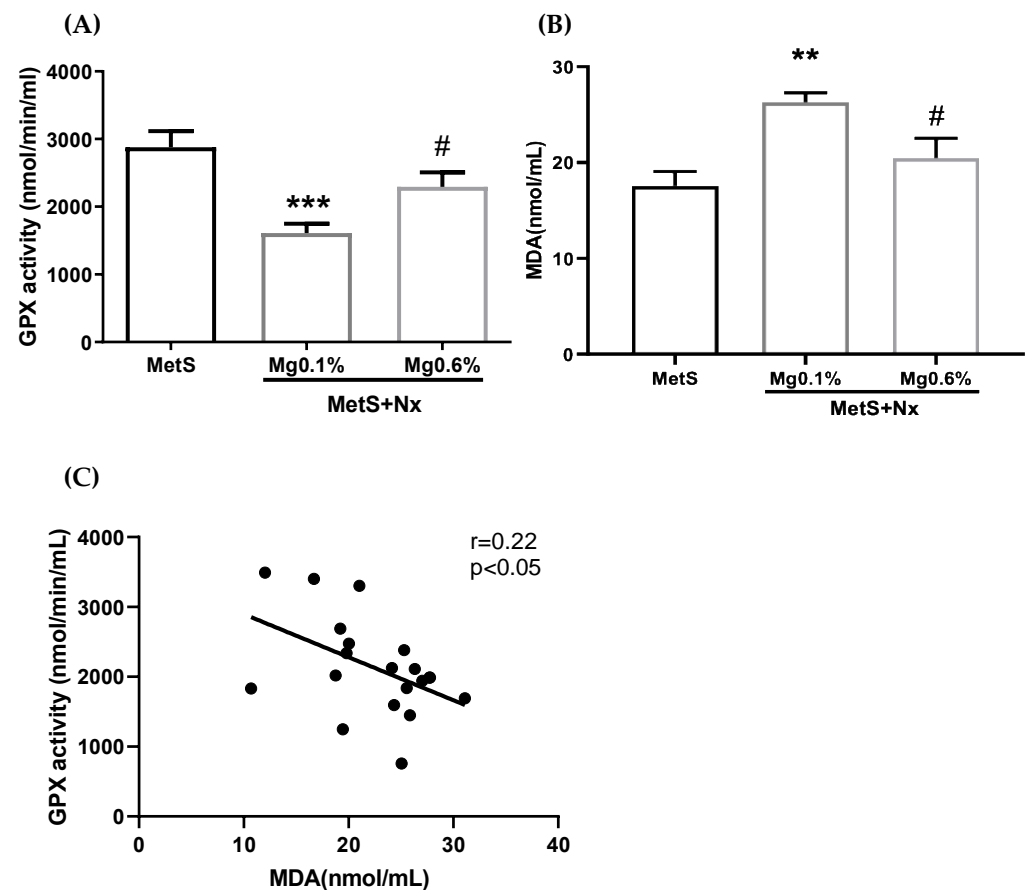 (A)
GPX activity (nmol/min/ml)
4000
3000
2000
1000
0
***
#
MetS
Mg0.1%
Mg0.6%
MetS+Nx
(B)
MDA(nmol/mL)
30
20
10
0
**
#
MetS
Mg0.1%
Mg0.6%
MetS+Nx
(C)
GPX activity (nmol/min/mL)
4000
3000
2000
1000
0
r=0.22
p<0.05
0
10
20
30
40
MDA(nmol/mL)